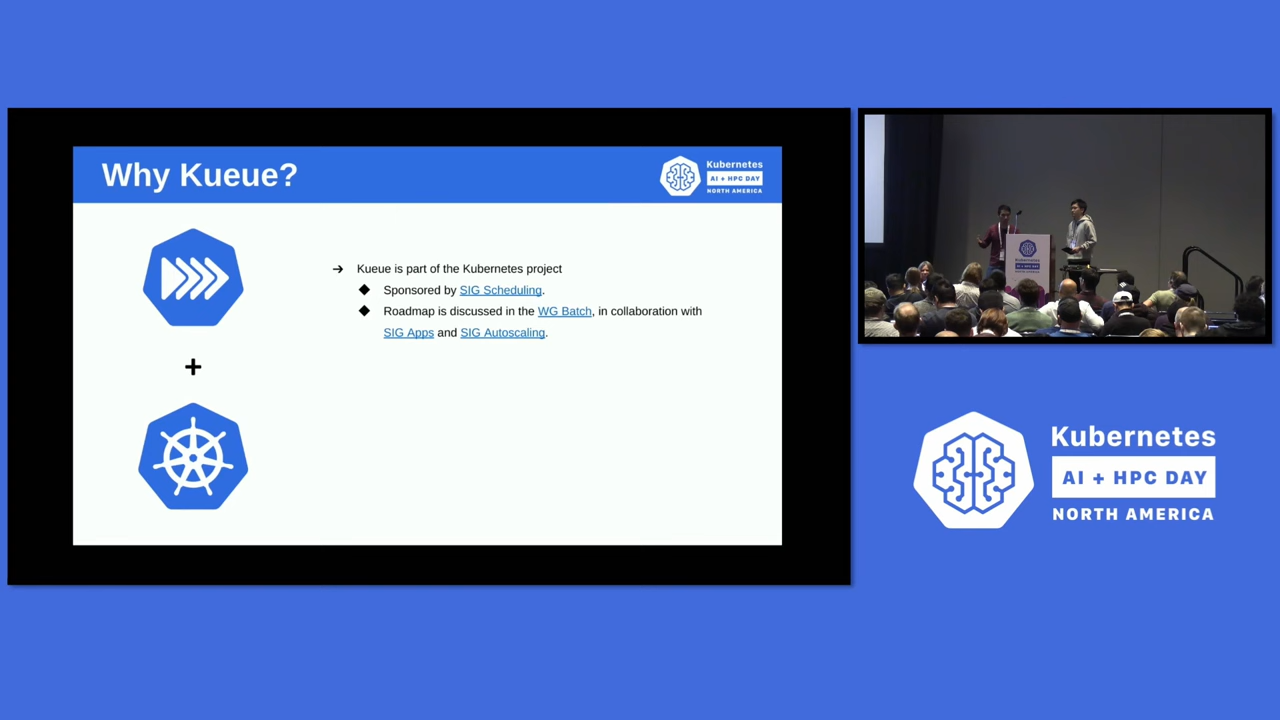 Why Kueue?
Kubernetes
AI + HPC DAY
NORTH AMERICA
➔ Kueue is part of the Kubernetes project
◆ Sponsored by SIG Scheduling.
◆ Roadmap is discussed in the WG Batch, in collaboration with
SIG Apps and SIG Autoscaling.
+
Kubernetes
AI + HPC DAY
NORTH AMERICA